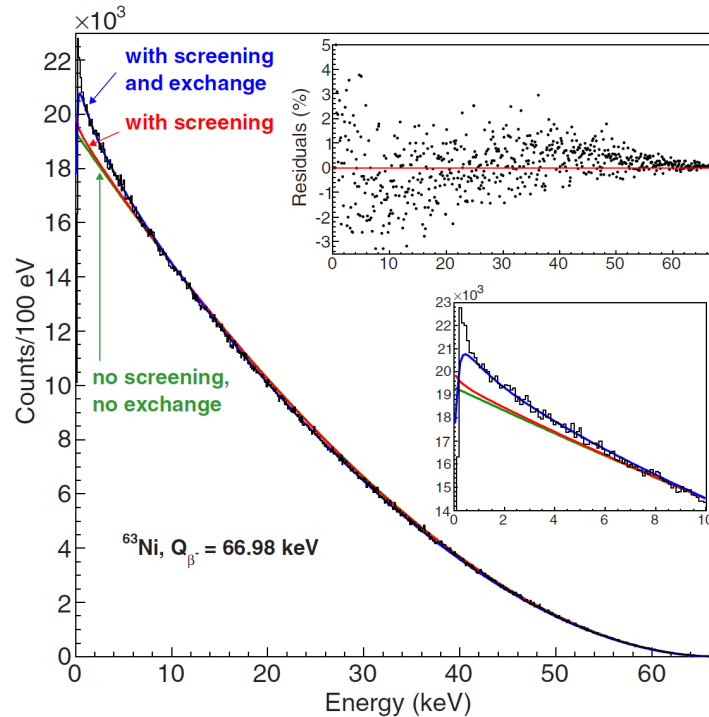 ×10³
22
20
18
16
14
12
10
8
6
4
2
0
Counts/100 eV
0 10 20 30 40 50 60
Energy (keV)
with screening
and exchange
with screening
no screening,
no exchange
⁶³Ni, Qβ⁻ = 66.98 keV
5
4
3
2
1
0
-1
-2
-3
Residuals (%)
0 10 20 30 40 50 60
×10³
23
22
21
20
19
18
17
16
15
14
0 2 4 6 8 10